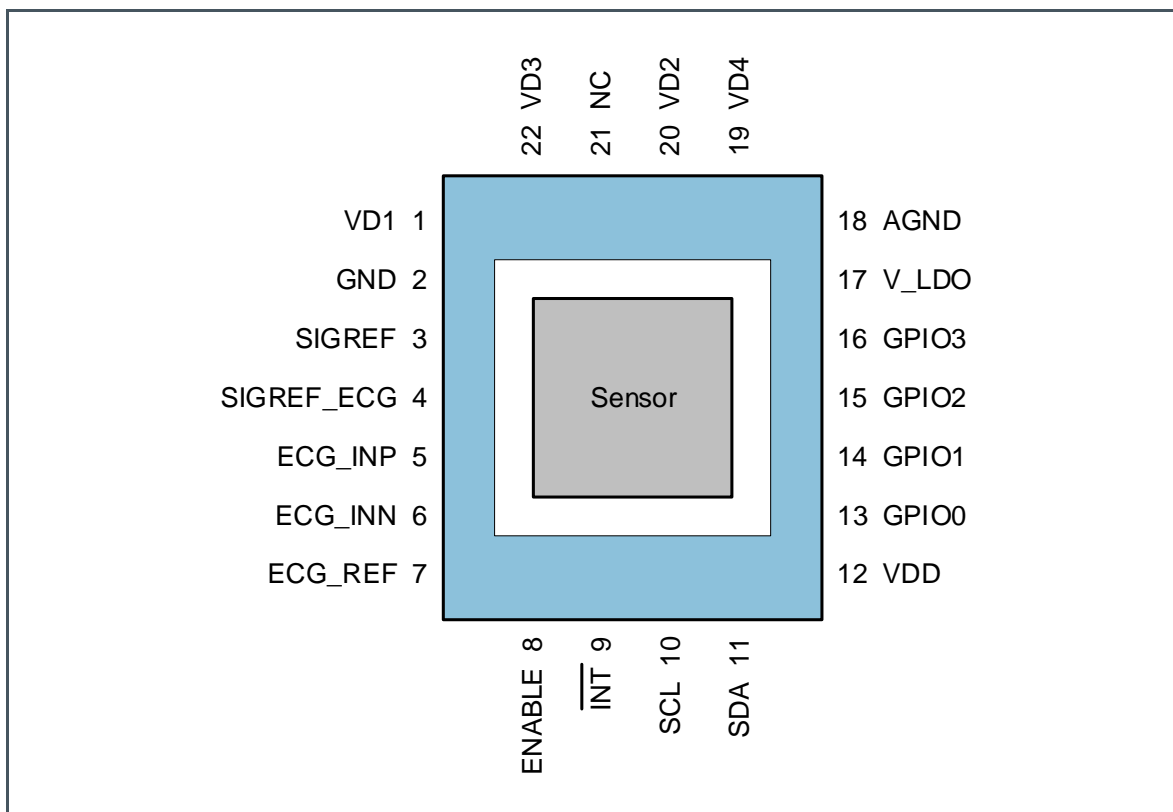 22 VD3
21 NC
20 VD2
19 VD4
VD1 1
GND 2
SIGREF 3
SIGREF_ECG 4
ECG_INP 5
ECG_INN 6
ECG_REF 7
Sensor
18 AGND
17 V_LDO
16 GPIO3
15 GPIO2
14 GPIO1
13 GPIO0
12 VDD
ENABLE 8
INT 9
SCL 10
SDA 11